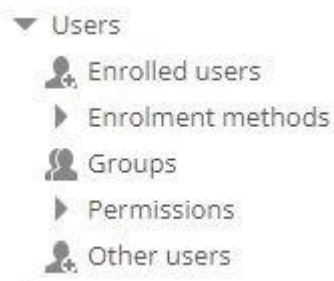 Users
Enrolled users
Enrolment methods
Groups
Permissions
Other users